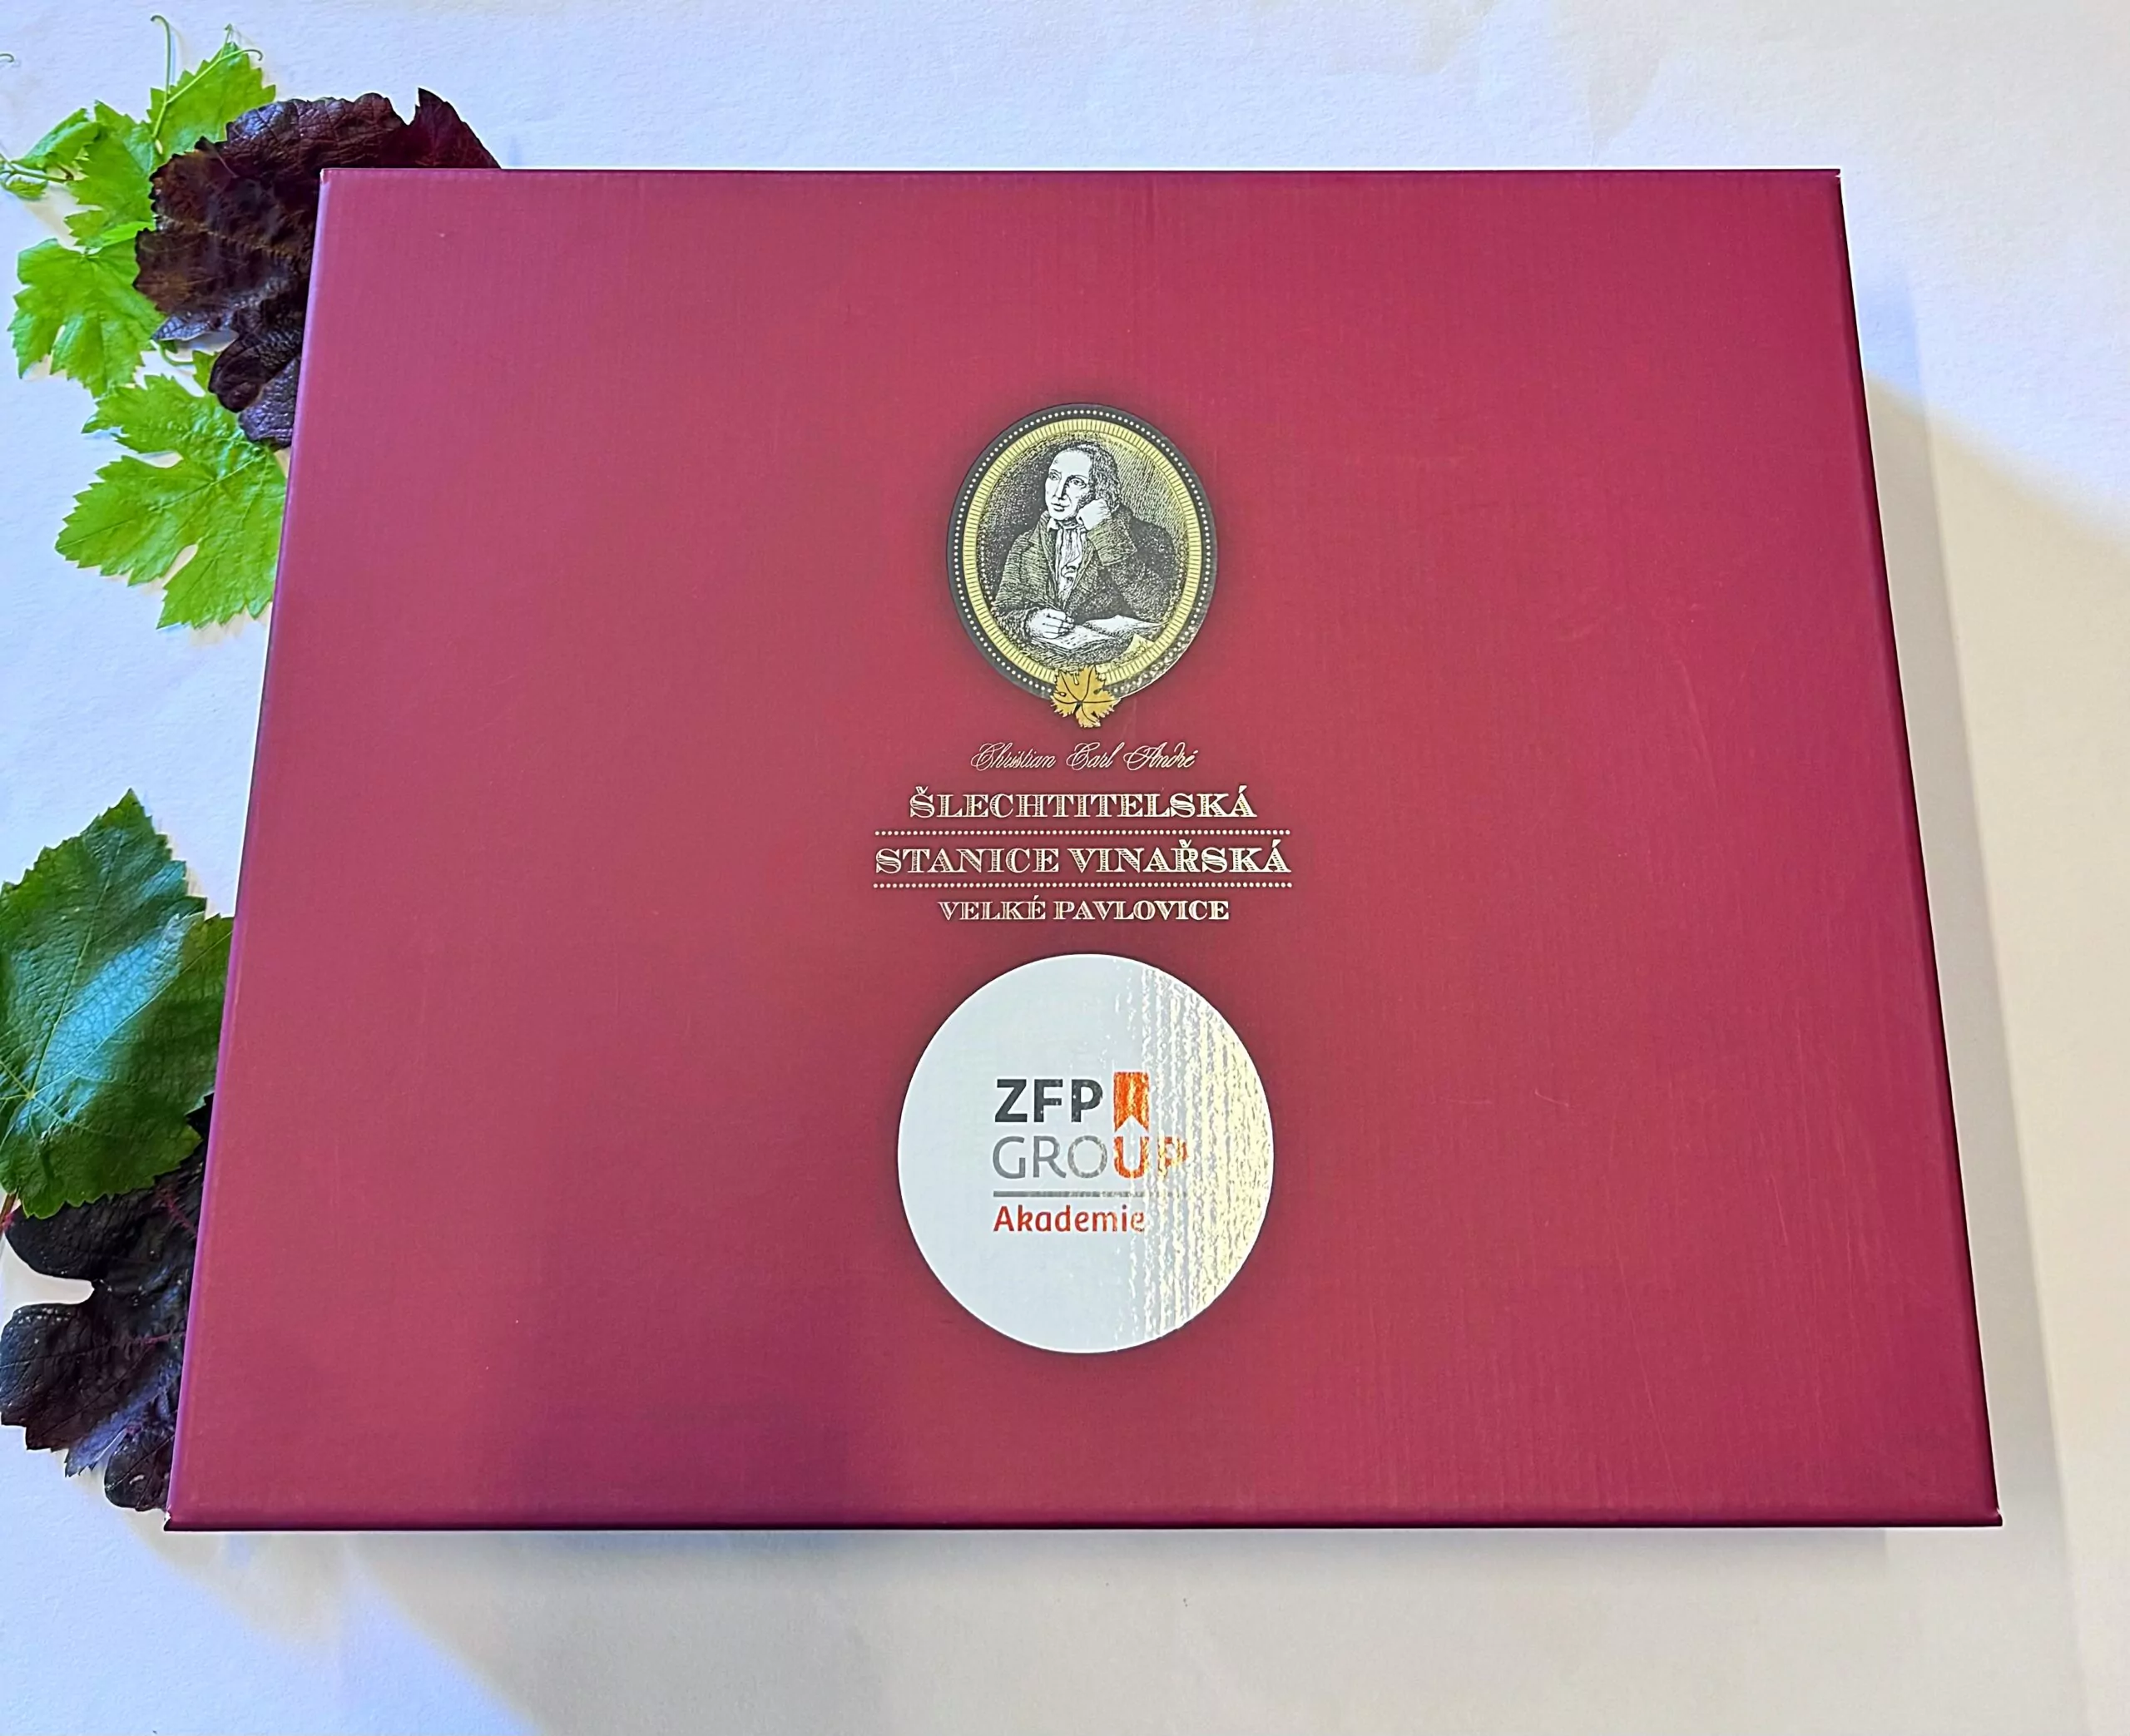 Christian Carl André
ŠLECHTITELSKÁ
STANICE VINAŘSKÁ
VELKÉ PAVLOVICE
ZFP
GROUP
Akademie